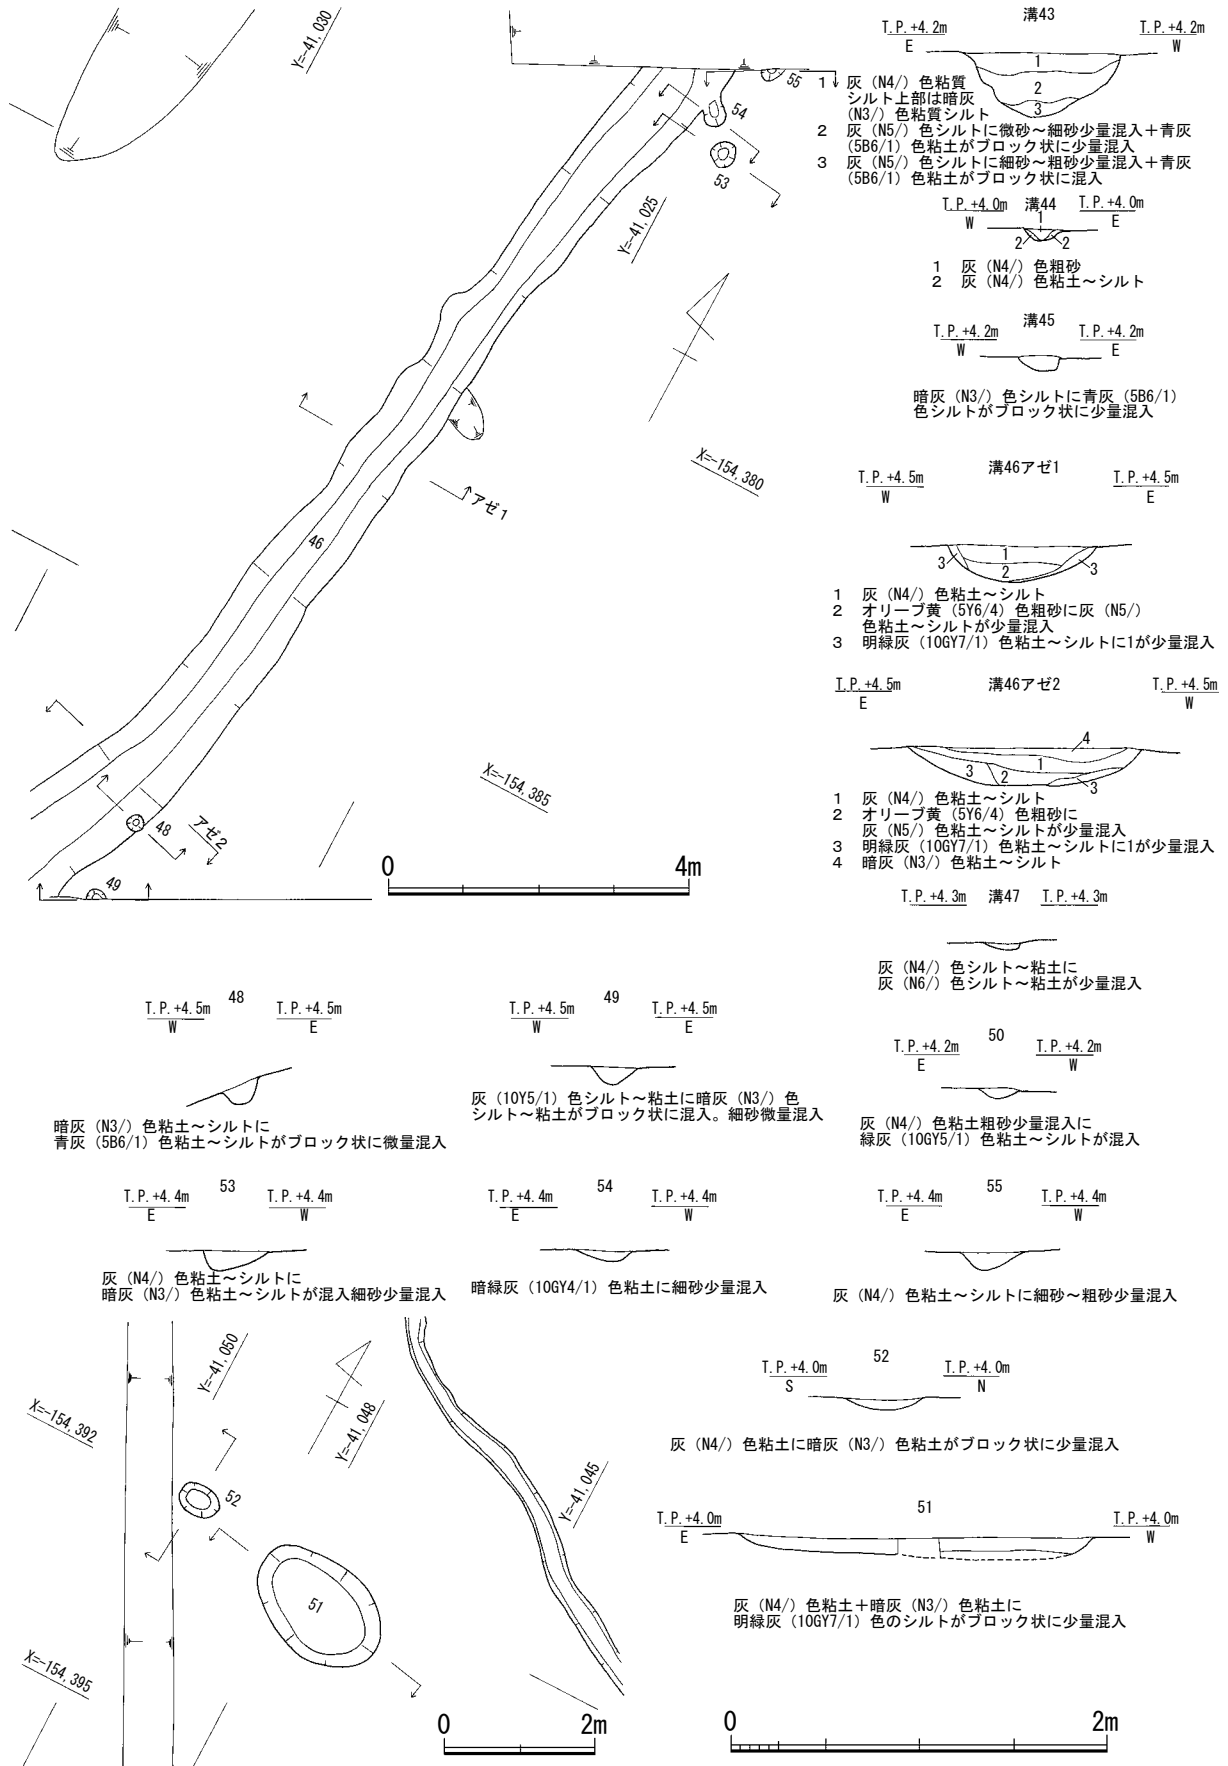 Y=-41,030
55
54
53
Y=-41,025
アゼ1
X=-154,380
46
X=-154,385
48
アゼ2
49
0 4m
溝43
T.P.+4.2m T.P.+4.2m
E W
1
2
3
1 灰（N4/）色粘質
シルト上部は暗灰
（N3/）色粘質シルト
2 灰（N5/）色シルトに微砂～細砂少量混入＋青灰
（5B6/1）色粘土がブロック状に少量混入
3 灰（N5/）色シルトに細砂～粗砂少量混入＋青灰
（5B6/1）色粘土がブロック状に混入
T.P.+4.0m 溝44 T.P.+4.0m
W 1 E
2 2
1 灰（N4/）色粗砂
2 灰（N4/）色粘土～シルト
溝45
T.P.+4.2m T.P.+4.2m
W E
暗灰（N3/）色シルトに青灰（5B6/1）
色シルトがブロック状に少量混入
溝46アゼ1
T.P.+4.5m T.P.+4.5m
W E
1
3 2 3
1 灰（N4/）色粘土～シルト
2 オリーブ黄（5Y6/4）色粗砂に灰（N5/）
色粘土～シルトが少量混入
3 明緑灰（10GY7/1）色粘土～シルトに1が少量混入
T.P.+4.5m 溝46アゼ2 T.P.+4.5m
E W
4
1
3 2 3
1 灰（N4/）色粘土～シルト
2 オリーブ黄（5Y6/4）色粗砂に
灰（N5/）色粘土～シルトが少量混入
3 明緑灰（10GY7/1）色粘土～シルトに1が少量混入
4 暗灰（N3/）色粘土～シルト
T.P.+4.3m 溝47 T.P.+4.3m
灰（N4/）色シルト～粘土に
灰（N6/）色シルト～粘土が少量混入
48
T.P.+4.5m T.P.+4.5m
W E
暗灰（N3/）色粘土～シルトに
青灰（5B6/1）色粘土～シルトがブロック状に微量混入
49
T.P.+4.5m T.P.+4.5m
W E
灰（10Y5/1）色シルト～粘土に暗灰（N3/）色
シルト～粘土がブロック状に混入。細砂微量混入
50
T.P.+4.2m T.P.+4.2m
E W
灰（N4/）色粘土粗砂少量混入に
緑灰（10GY5/1）色粘土～シルトが混入
53
T.P.+4.4m T.P.+4.4m
E W
灰（N4/）色粘土～シルトに
暗灰（N3/）色粘土～シルトが混入細砂少量混入
54
T.P.+4.4m T.P.+4.4m
E W
暗緑灰（10GY4/1）色粘土に細砂少量混入
55
T.P.+4.4m T.P.+4.4m
E W
灰（N4/）色粘土～シルトに細砂～粗砂少量混入
Y=-41,050
Y=-41,048
X=-154,392
Y=-41,045
52
51
X=-154,395
0 2m
52
T.P.+4.0m T.P.+4.0m
S N
灰（N4/）色粘土に暗灰（N3/）色粘土がブロック状に少量混入
51
T.P.+4.0m T.P.+4.0m
E W
灰（N4/）色粘土＋暗灰（N3/）色粘土に
明緑灰（10GY7/1）色のシルトがブロック状に少量混入
0 2m